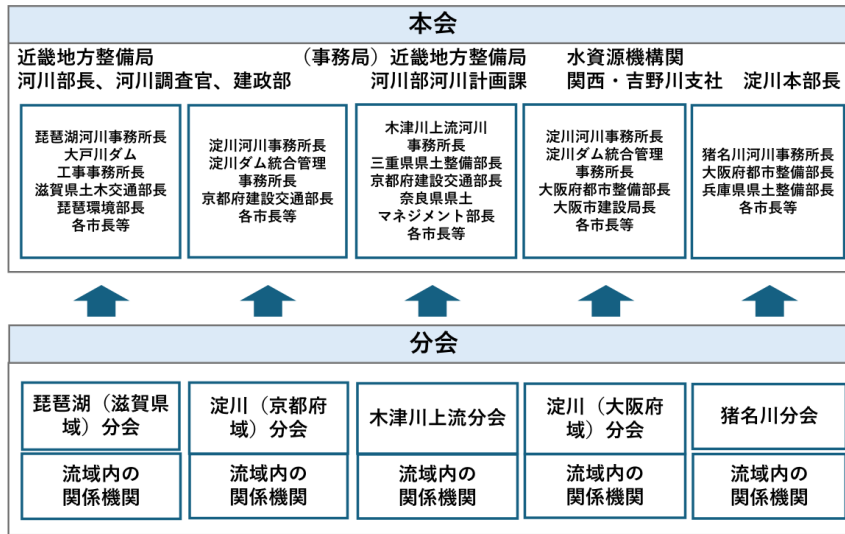 本会
近畿地方整備局
河川部長、河川調査官、建政部
（事務局）近畿地方整備局
河川部河川計画課
水資源機構関
関西・吉野川支社　淀川本部長
琵琶湖河川事務所長
大戸川ダム
工事事務所長
滋賀県土木交通部長
琵琶環境部長
各市長等
淀川河川事務所長
淀川ダム統合管理
事務所長
京都府建設交通部長
各市長等
木津川上流河川
事務所長
三重県県土整備部長
京都府建設交通部長
奈良県県土
マネジメント部長
各市長等
淀川河川事務所長
淀川ダム統合管理
事務所長
大阪府都市整備部長
大阪市建設局長
各市長等
猪名川河川事務所長
大阪府都市整備部長
兵庫県県土整備部長
各市長等
分会
琵琶湖（滋賀県
域）分会
淀川（京都府
域）分会
木津川上流分会
淀川（大阪府
域）分会
猪名川分会
流域内の
関係機関
流域内の
関係機関
流域内の
関係機関
流域内の
関係機関
流域内の
関係機関